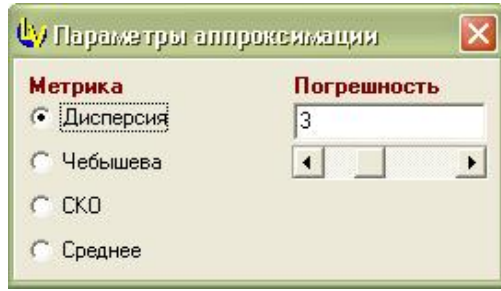 Параметры аппроксимации
Метрика
Дисперсия
Чебышева
СКО
Среднее
Погрешность
3